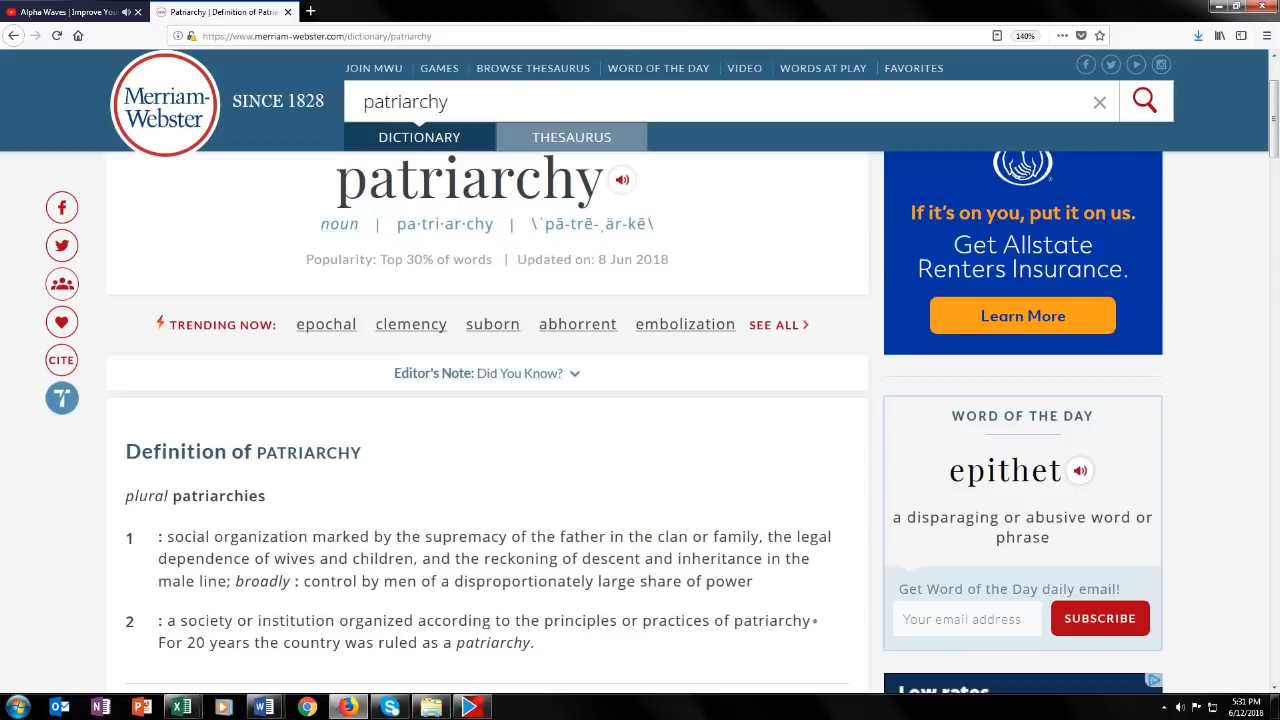 Alpha Waves | Improve You
Patriarchy | Definition of Patria
https://www.merriam-webster.com/dictionary/patriarchy
140%
JOIN MWU GAMES BROWSE THESAURUS WORD OF THE DAY VIDEO WORDS AT PLAY FAVORITES
Merriam-
Webster
SINCE 1828
patriarchy
DICTIONARY THESAURUS
patriarchy
noun | pa·tri·ar·chy | \ˈpā-trē-ˌär-kē\
Popularity: Top 30% of words | Updated on: 8 Jun 2018
TRENDING NOW: epochal clemency suborn abhorrent embolization SEE ALL >
Editor's Note: Did You Know?
CITE
Definition of PATRIARCHY
plural patriarchies
1 : social organization marked by the supremacy of the father in the clan or family, the legal
dependence of wives and children, and the reckoning of descent and inheritance in the
male line; broadly : control by men of a disproportionately large share of power
2 : a society or institution organized according to the principles or practices of patriarchy •
For 20 years the country was ruled as a patriarchy.
If it's on you, put it on us.
Get Allstate
Renters Insurance.
Learn More
WORD OF THE DAY
epithet
a disparaging or abusive word or
phrase
Get Word of the Day daily email!
Your email address
SUBSCRIBE
Low rates
5:31 PM
6/12/2018